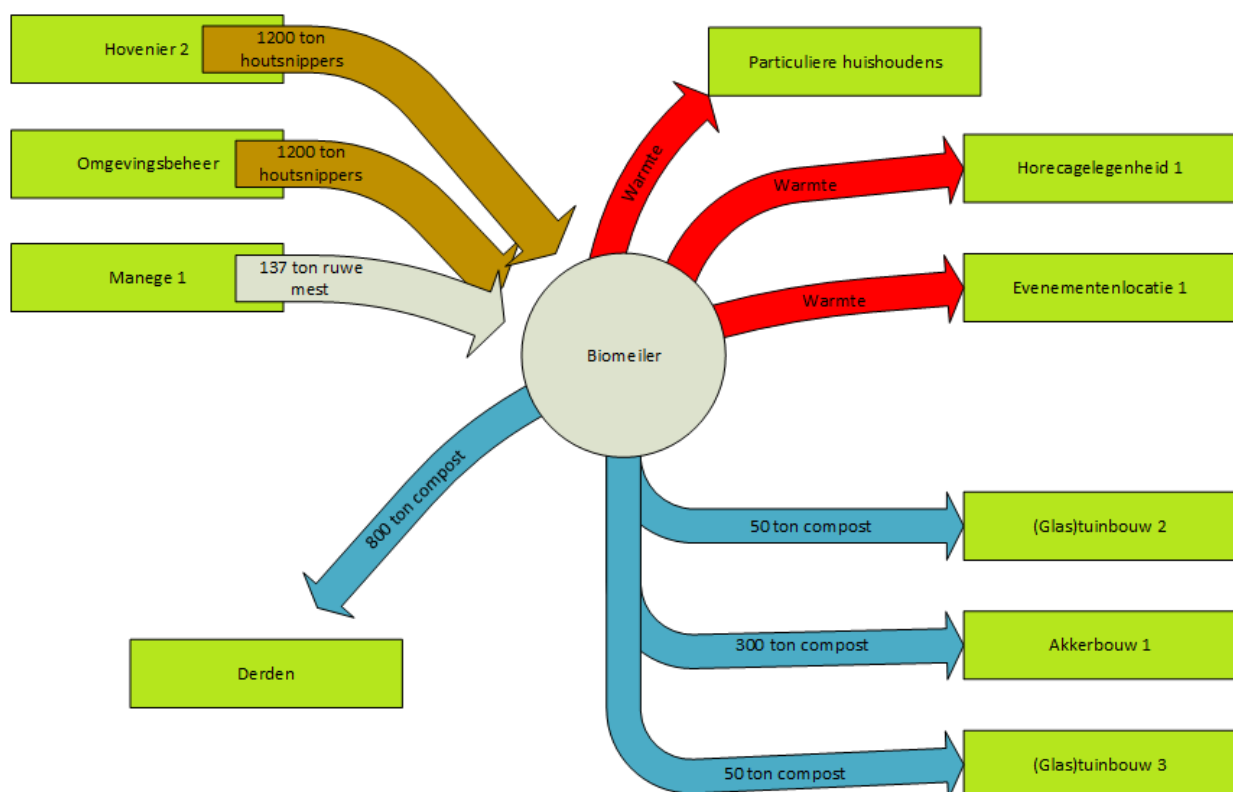 Hovenier 2
1200 ton
houtsnippers
Particuliere huishoudens
Omgevingsbeheer
1200 ton
houtsnippers
Warmte
Warmte
Horecagelegenheid 1
Manege 1
137 ton ruwe
mest
Warmte
Evenementenlocatie 1
Biomeiler
800 ton compost
50 ton compost
(Glas)tuinbouw 2
300 ton compost
Akkerbouw 1
Derden
50 ton compost
(Glas)tuinbouw 3